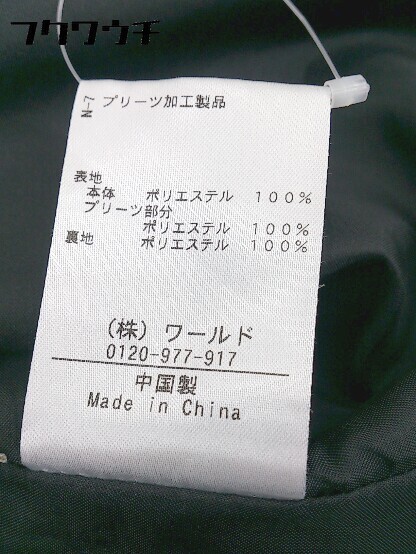 フクワウチ
N-7 プリーツ加工製品
表地
本体 ポリエステル 100%
プリーツ部分
ポリエステル 100%
裏地 ポリエステル 100%
(株) ワールド
0120-977-917
中国製
Made in China